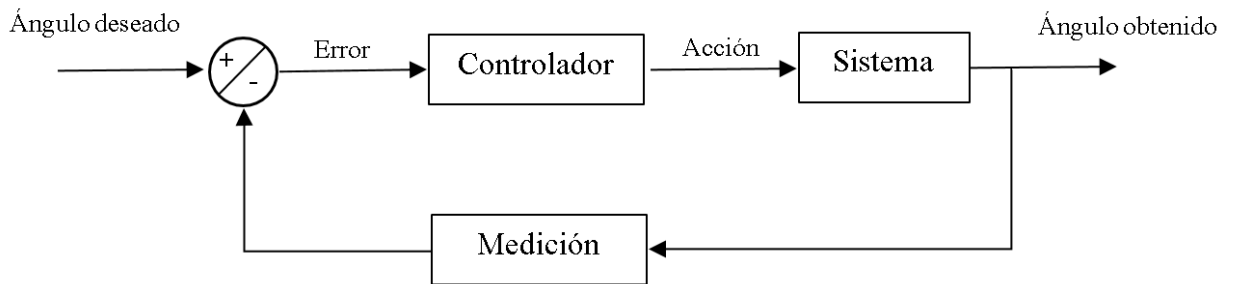 Ángulo deseado
Ángulo obtenido
+
-
Error
Controlador
Acción
Sistema
Medición